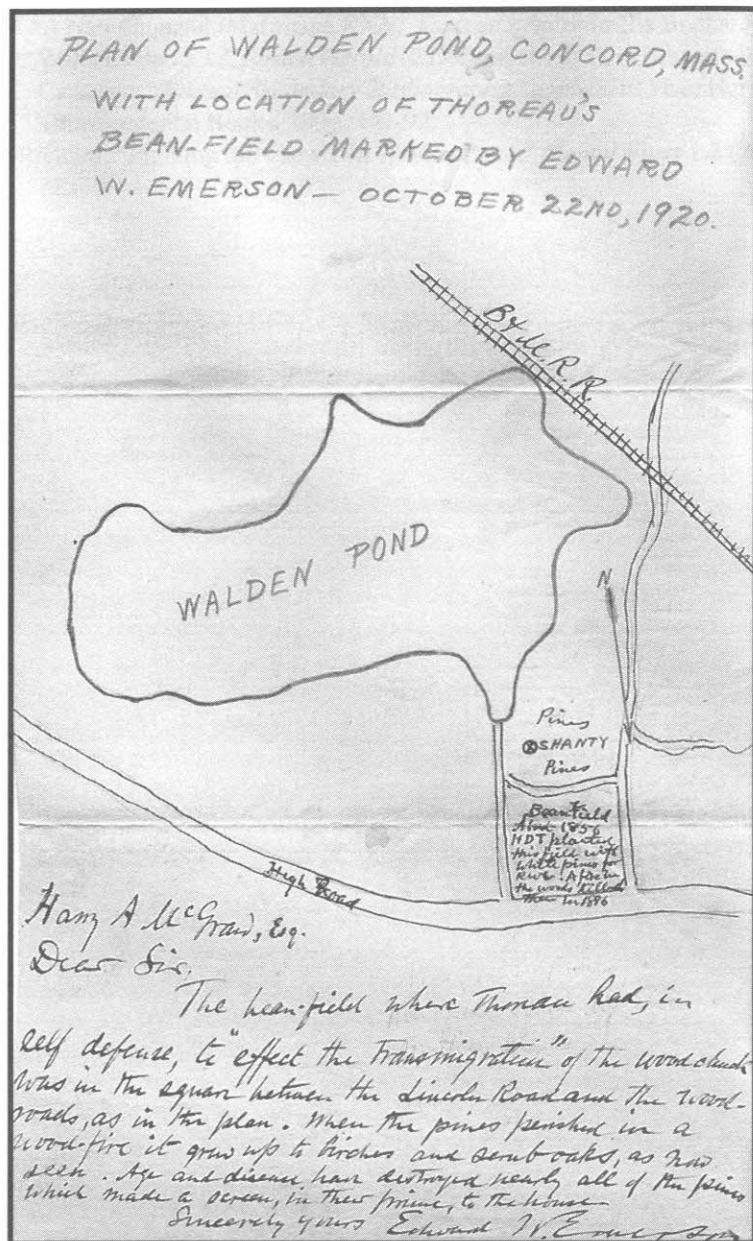 PLAN OF WALDEN POND, CONCORD, MASS.
WITH LOCATION OF THOREAU'S
BEAN-FIELD MARKED BY EDWARD
W. EMERSON — OCTOBER 22ND, 1920.
B & M. R. R.
WALDEN POND
N
Pines
SHANTY
Pines
Beanfield
About 1856
HDT planted
this field with
white pines for
RWE. A fire in
the woods killed
them in 1896
High Road
Harry A McGraw, Esq.
Dear Sir,
The bean-field where Thoreau had, in
self defense, to "effect the transmigration" of the woodchuck
was in the square between the Lincoln Road and the wood-
roads, as in the plan. When the pines perished in a
wood-fire it grew up to birches and scrub oaks, as now
seen. Age and disease have destroyed nearly all of the pines
which made a screen, in their prime, to the house.
Sincerely yours Edward W. Emerson